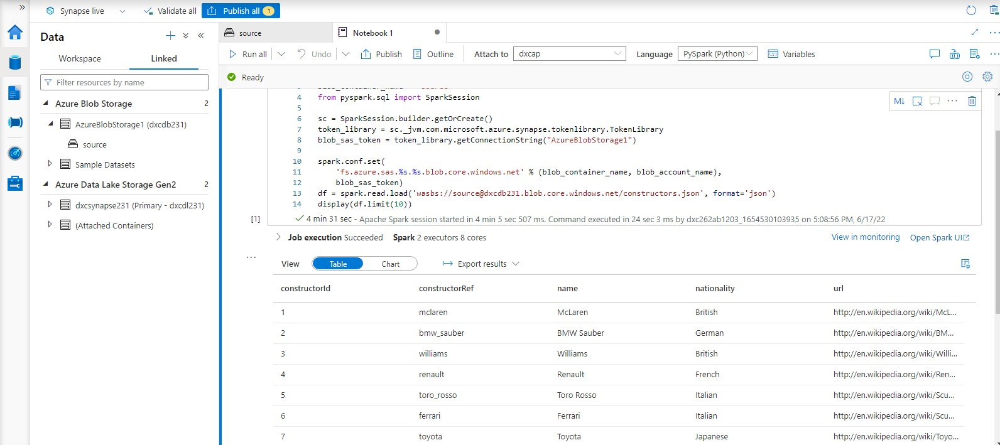 Synapse live
Validate all
Publish all 1
Data
Workspace
Linked
Filter resources by name
Azure Blob Storage 2
AzureBlobStorage1 (dxcdb231)
source
Sample Datasets
Azure Data Lake Storage Gen2 2
dxcsynapse231 (Primary - dxcdl231)
(Attached Containers)
source
Notebook 1
Run all
Undo
Publish
Outline
Attach to
dxcap
Language
PySpark (Python)
Variables
Ready
4 from pyspark.sql import SparkSession
5
6 sc = SparkSession.builder.getOrCreate()
7 token_library = sc._jvm.com.microsoft.azure.synapse.tokenlibrary.TokenLibrary
8 blob_sas_token = token_library.getConnectionString("AzureBlobStorage1")
9
10 spark.conf.set(
11 'fs.azure.sas.%s.%s.blob.core.windows.net' % (blob_container_name, blob_account_name),
12 blob_sas_token)
13 df = spark.read.load('wasbs://source@dxcdb231.blob.core.windows.net/constructors.json', format='json')
14 display(df.limit(10))
[1] 4 min 31 sec - Apache Spark session started in 4 min 5 sec 507 ms. Command executed in 24 sec 3 ms by dxc262ab1203_1654530103935 on 5:08:56 PM, 6/17/22
Job execution Succeeded Spark 2 executors 8 cores
View in monitoring
Open Spark UI
View
Table
Chart
Export results
constructorId constructorRef name nationality url
1 mclaren McLaren British http://en.wikipedia.org/wiki/McL...
2 bmw_sauber BMW Sauber German http://en.wikipedia.org/wiki/BM...
3 williams Williams British http://en.wikipedia.org/wiki/Willi...
4 renault Renault French http://en.wikipedia.org/wiki/Ren...
5 toro_rosso Toro Rosso Italian http://en.wikipedia.org/wiki/Scu...
6 ferrari Ferrari Italian http://en.wikipedia.org/wiki/Scu...
7 toyota Toyota Japanese http://en.wikipedia.org/wiki/Toyo...